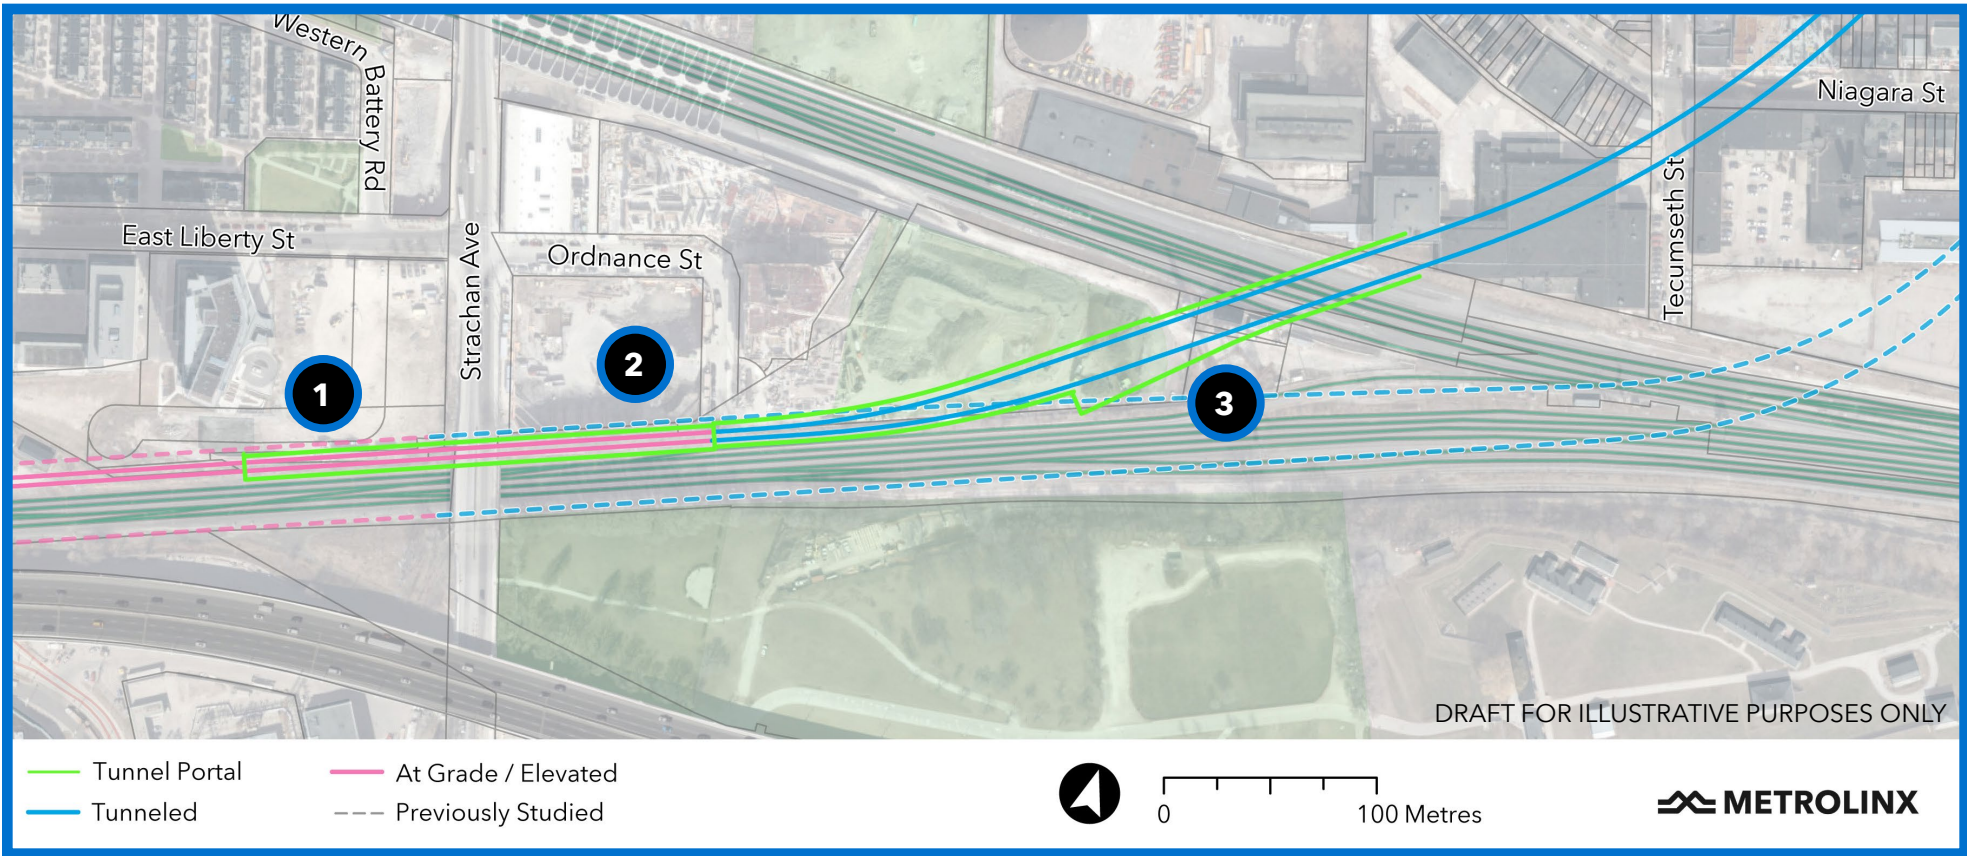 Western Battery Rd
Niagara St
East Liberty St
Strachan Ave
Ordnance St
Tecumseth St
1
2
3
DRAFT FOR ILLUSTRATIVE PURPOSES ONLY
Tunnel Portal
At Grade / Elevated
Tunneled
Previously Studied
0
100 Metres
METROLINX